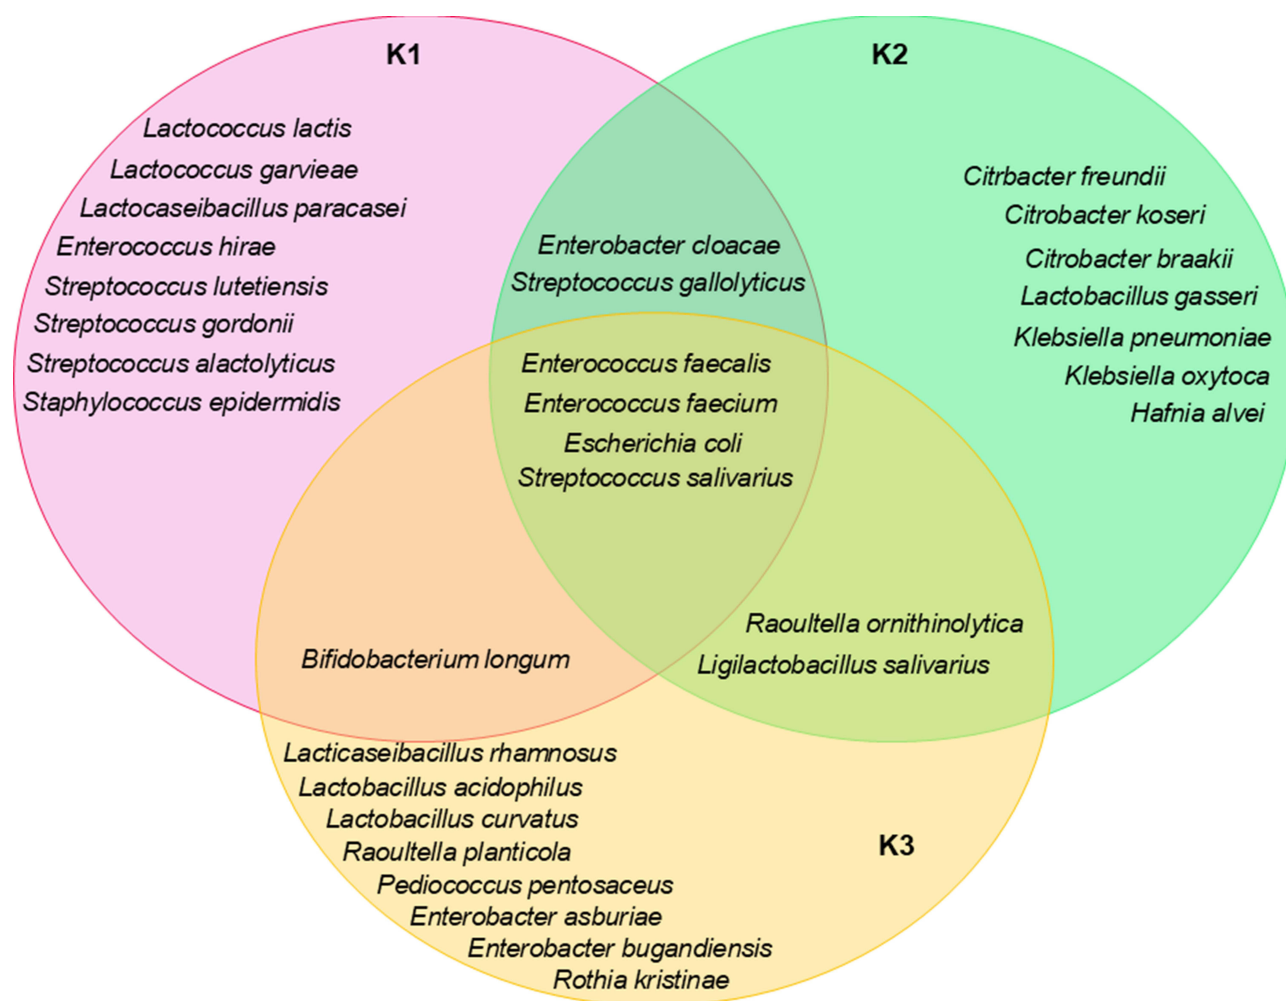 K1
Lactococcus lactis
Lactococcus garvieae
Lactocaseibacillus paracasei
Enterococcus hirae
Streptococcus lutetiensis
Streptococcus gordonii
Streptococcus alactolyticus
Staphylococcus epidermidis
K2
Citrbacter freundii
Citrobacter koseri
Citrobacter braakii
Lactobacillus gasseri
Klebsiella pneumoniae
Klebsiella oxytoca
Hafnia alvei
Enterobacter cloacae
Streptococcus gallolyticus
Enterococcus faecalis
Enterococcus faecium
Escherichia coli
Streptococcus salivarius
Bifidobacterium longum
Raoultella ornithinolytica
Ligilactobacillus salivarius
K3
Lacticaseibacillus rhamnosus
Lactobacillus acidophilus
Lactobacillus curvatus
Raoultella planticola
Pediococcus pentosaceus
Enterobacter asburiae
Enterobacter bugandiensis
Rothia kristinae